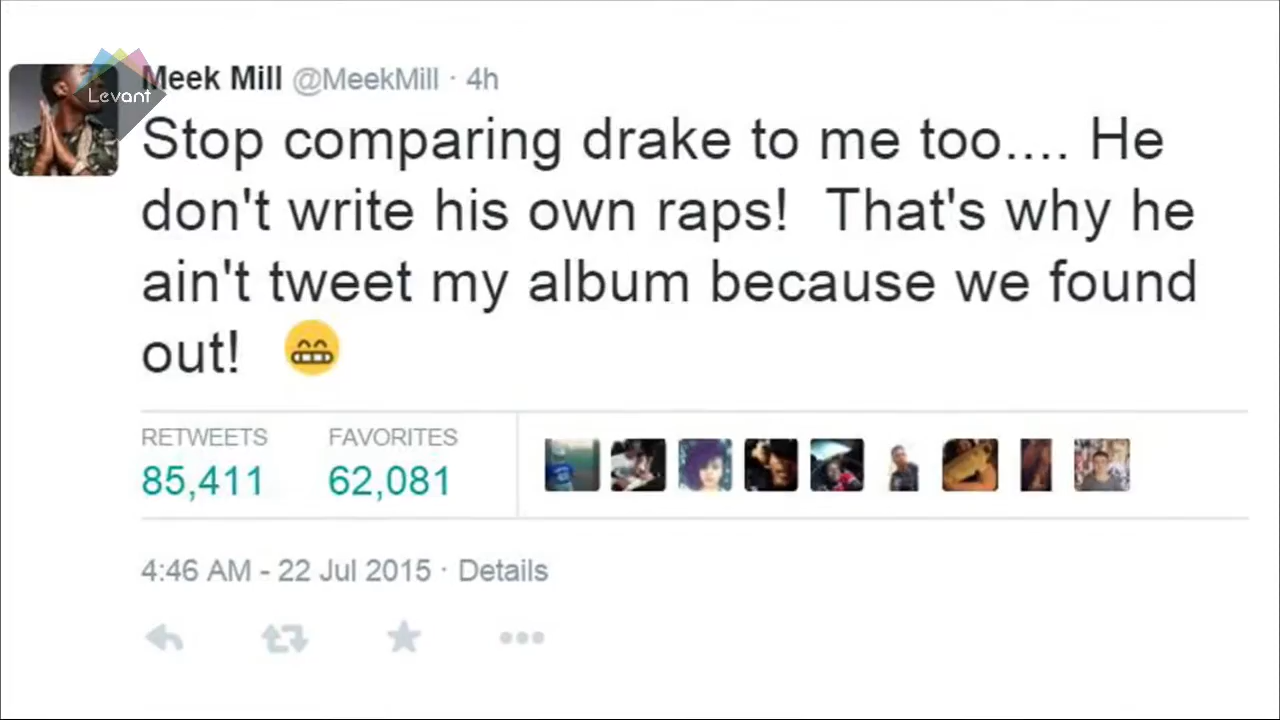 Meek Mill @MeekMill · 4h
Levant
Stop comparing drake to me too.... He
don't write his own raps!  That's why he
ain't tweet my album because we found
out! 😁
RETWEETS FAVORITES
85,411 62,081
4:46 AM - 22 Jul 2015 · Details